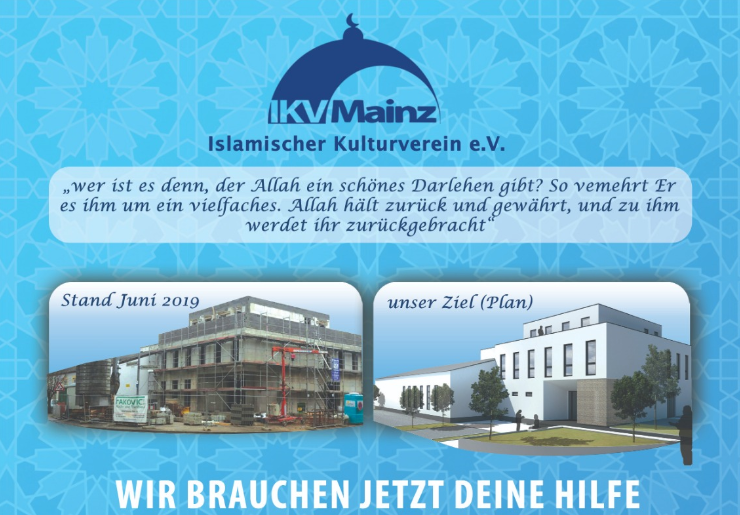 IKVMainz
Islamischer Kulturverein e.V.
„wer ist es denn, der Allah ein schönes Darlehen gibt? So vemehrt Er
es ihm um ein vielfaches. Allah hält zurück und gewährt, und zu ihm
werdet ihr zurückgebracht“
Stand Juni 2019
unser Ziel (Plan)
WIR BRAUCHEN JETZT DEINE HILFE